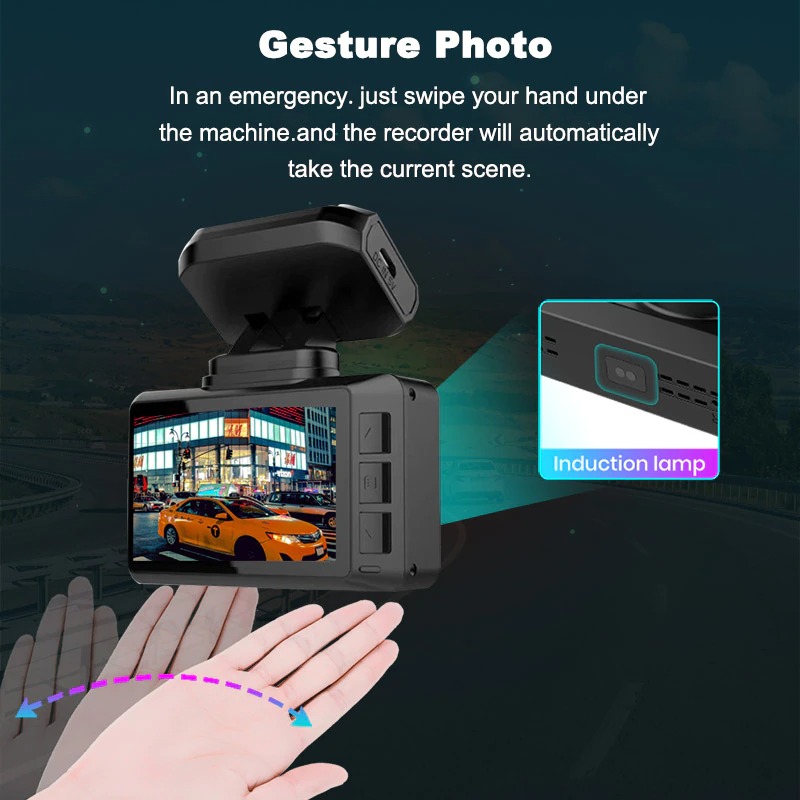 Gesture Photo
In an emergency. just swipe your hand under
the machine.and the recorder will automatically
take the current scene.
H&M
T
Induction lamp